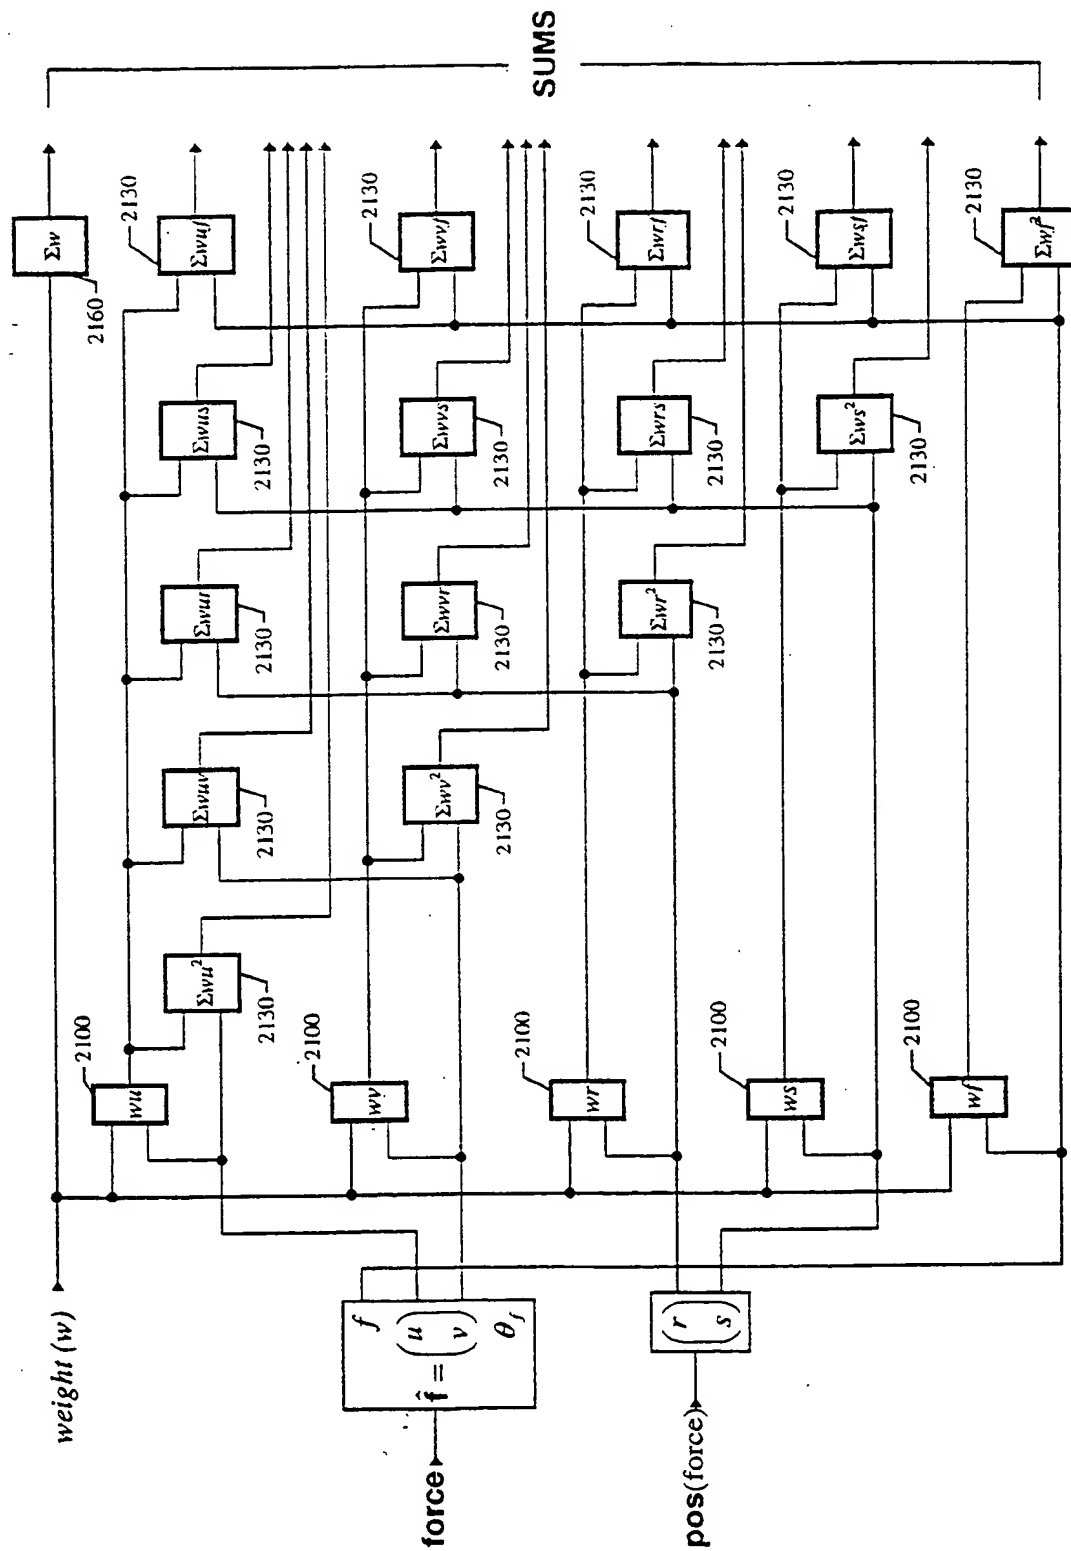 weight (w)
Σw
2160
2100
wu
Σwu²
2130
Σwuv
2130
Σwur
2130
Σwus
2130
Σwuf
2130
force
f
f̂ = (u v)
θf
2100
wv
Σwv²
2130
Σwvr
2130
Σwvs
2130
Σwvf
2130
SUMS
2100
wr
Σwr²
2130
Σwrs
2130
Σwrf
2130
pos(force)
(r s)
2100
ws
Σws²
2130
Σwsf
2130
2100
wf
Σwf²
2130